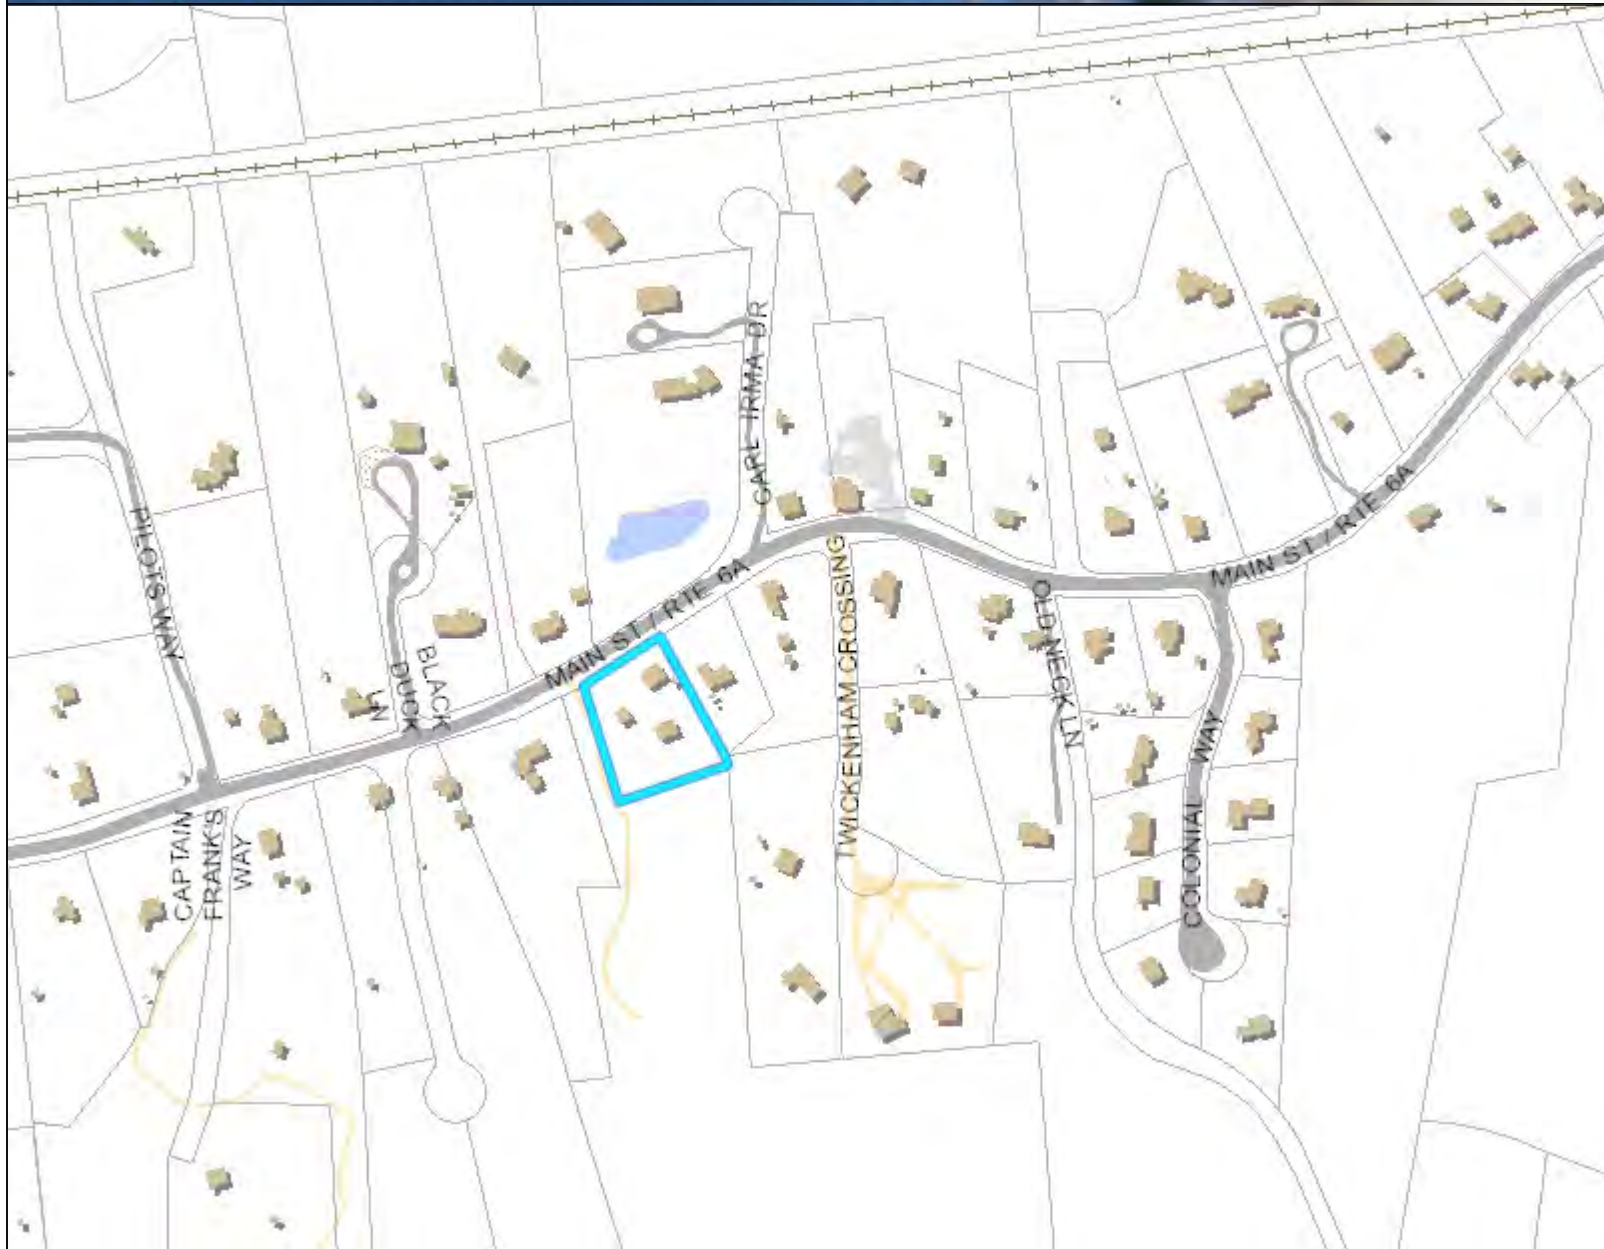 CARL IRMA DR
MAIN ST / RTE 6A
PILOT'S WAY
MAIN ST / RTE 6A
TWICKENHAM CROSSING
OLD NECK LN
BLACK
DUCK
LN
COLONIAL WAY
CAPTAIN
FRANK'S
WAY